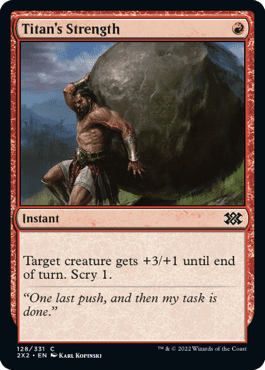 Titan's Strength
Instant
Target creature gets +3/+1 until end
of turn. Scry 1.
"One last push, and then my task is
done."
128/331 C
2X2 • EN KARL KOPINSKI
™ & © 2022 Wizards of the Coast